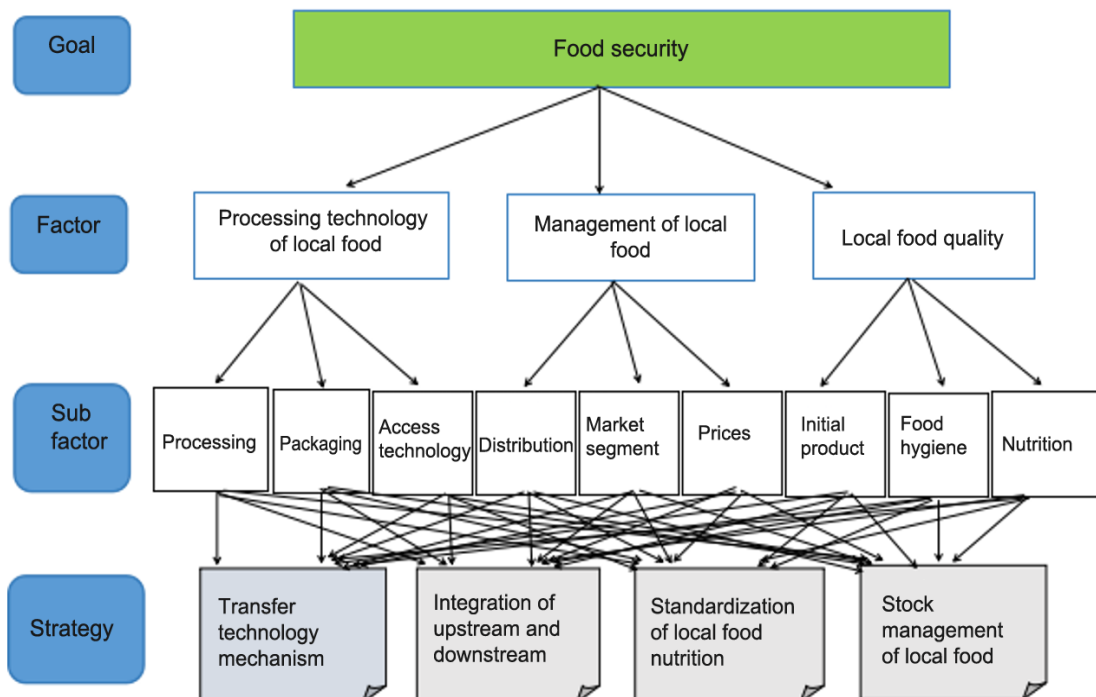 Goal
Food security
Factor
Processing technology
of local food
Management of local
food
Local food quality
Sub
factor
Processing
Packaging
Access
technology
Distribution
Market
segment
Prices
Initial
product
Food
hygiene
Nutrition
Strategy
Transfer
technology
mechanism
Integration of
upstream and
downstream
Standardization
of local food
nutrition
Stock
management
of local food